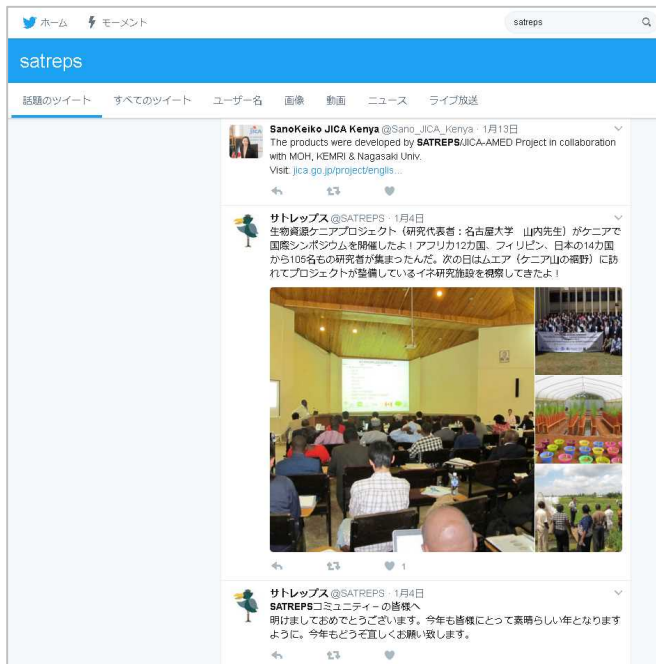 ホーム モーメント satreps
satreps
話題のツイート すべてのツイート ユーザー名 画像 動画 ニュース ライブ放送
SanoKeiko JICA Kenya @Sano_JICA_Kenya · 1月13日
The products were developed by SATREPS/JICA-AMED Project in collaboration
with MOH, KEMRI & Nagasaki Univ.
Visit: jica.go.jp/project/englis...
サトレップス @SATREPS · 1月4日
生物資源ケニアプロジェクト（研究代表者：名古屋大学　山内先生）がケニアで
国際シンポジウムを開催したよ！アフリカ12カ国、フィリピン、日本の14カ国
から105名もの研究者が集まったんだ。次の日はムエア（ケニア山の裾野）に訪
れてプロジェクトが整備しているイネ研究施設を視察してきたよ！
1
サトレップス @SATREPS · 1月4日
SATREPSコミュニティーの皆様へ
明けましておめでとうございます。今年も皆様にとって素晴らしい年となります
ように。今年もどうぞ宜しくお願い致します。